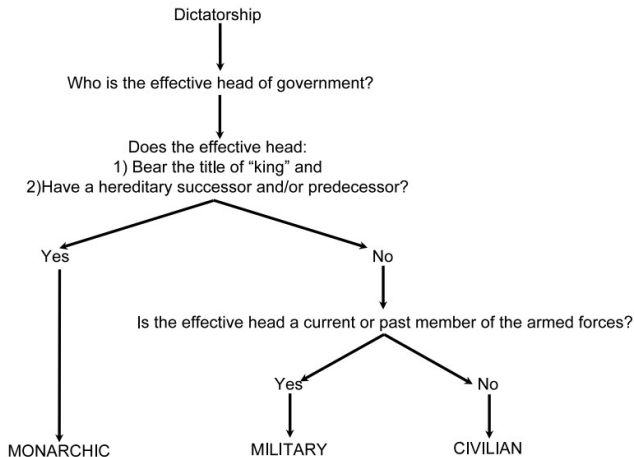 Dictatorship
Who is the effective head of government?
Does the effective head:
1) Bear the title of “king” and
2)Have a hereditary successor and/or predecessor?
Yes
No
Is the effective head a current or past member of the armed forces?
Yes
No
MONARCHIC
MILITARY
CIVILIAN